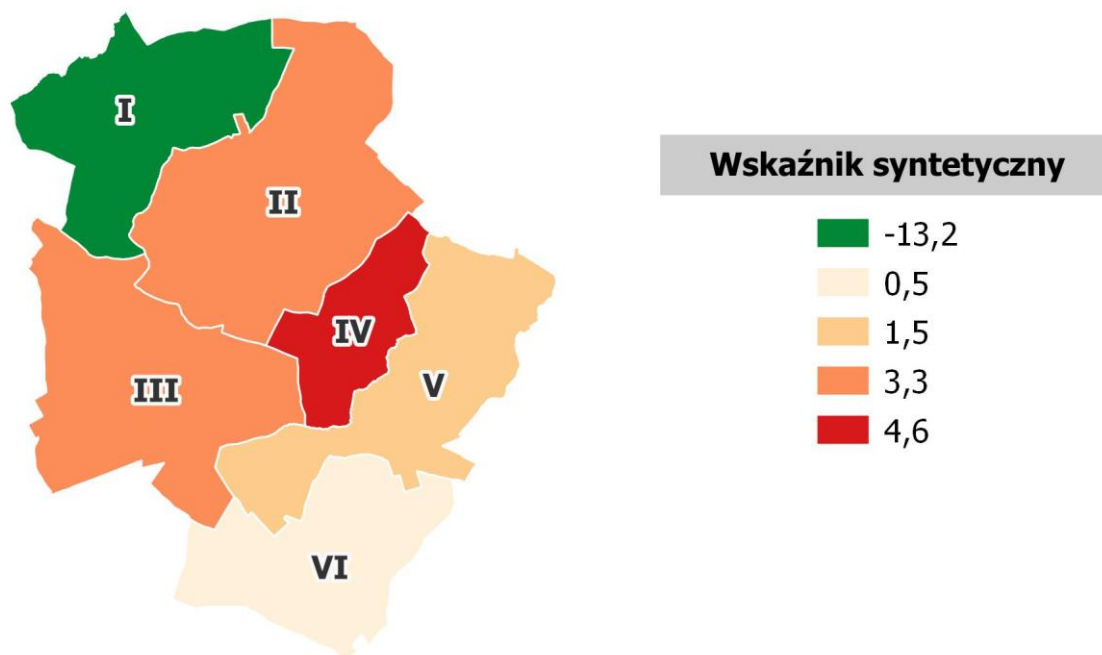 I
II
III
IV
V
VI
Wskaźnik syntetyczny
-13,2
0,5
1,5
3,3
4,6